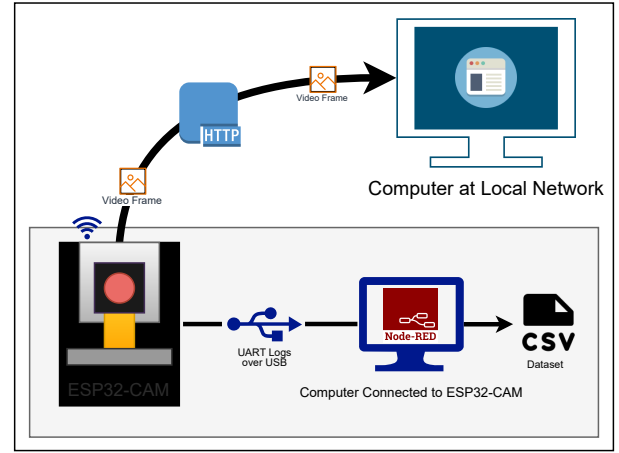 Video Frame
HTTP
Video Frame
Computer at Local Network
ESP32-CAM
UART Logs
over USB
Node-RED
Computer Connected to ESP32-CAM
CSV
Dataset